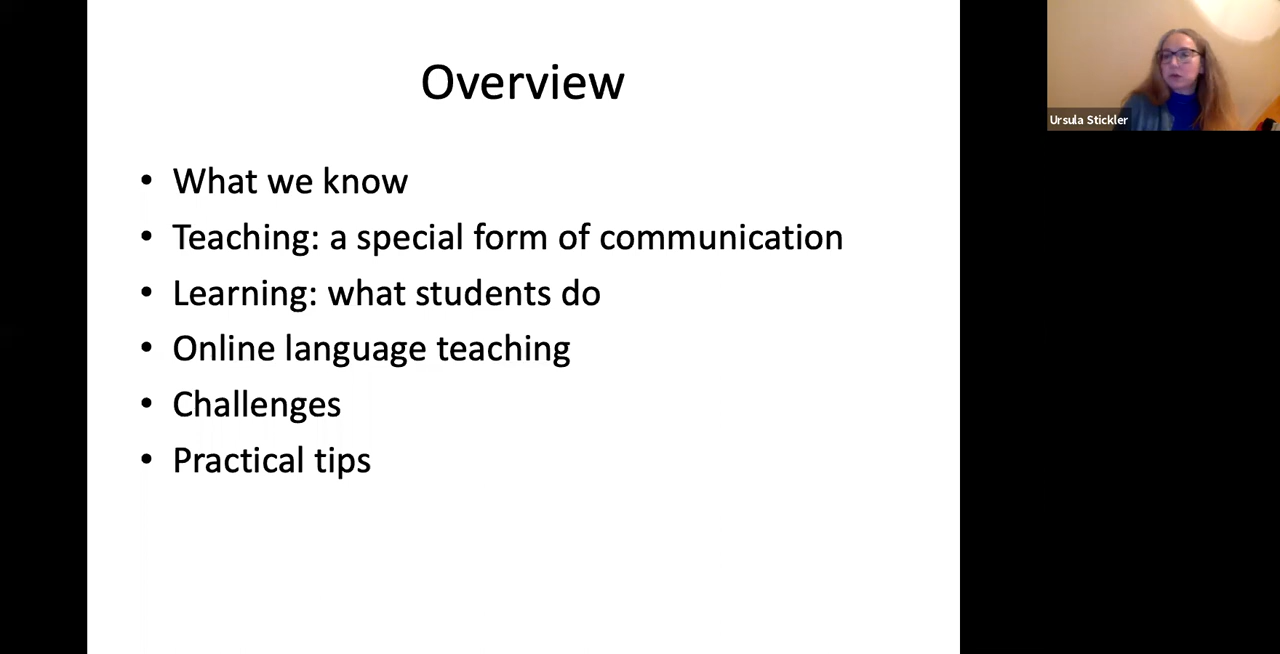 Overview
• What we know
• Teaching: a special form of communication
• Learning: what students do
• Online language teaching
• Challenges
• Practical tips
Ursula Stickler